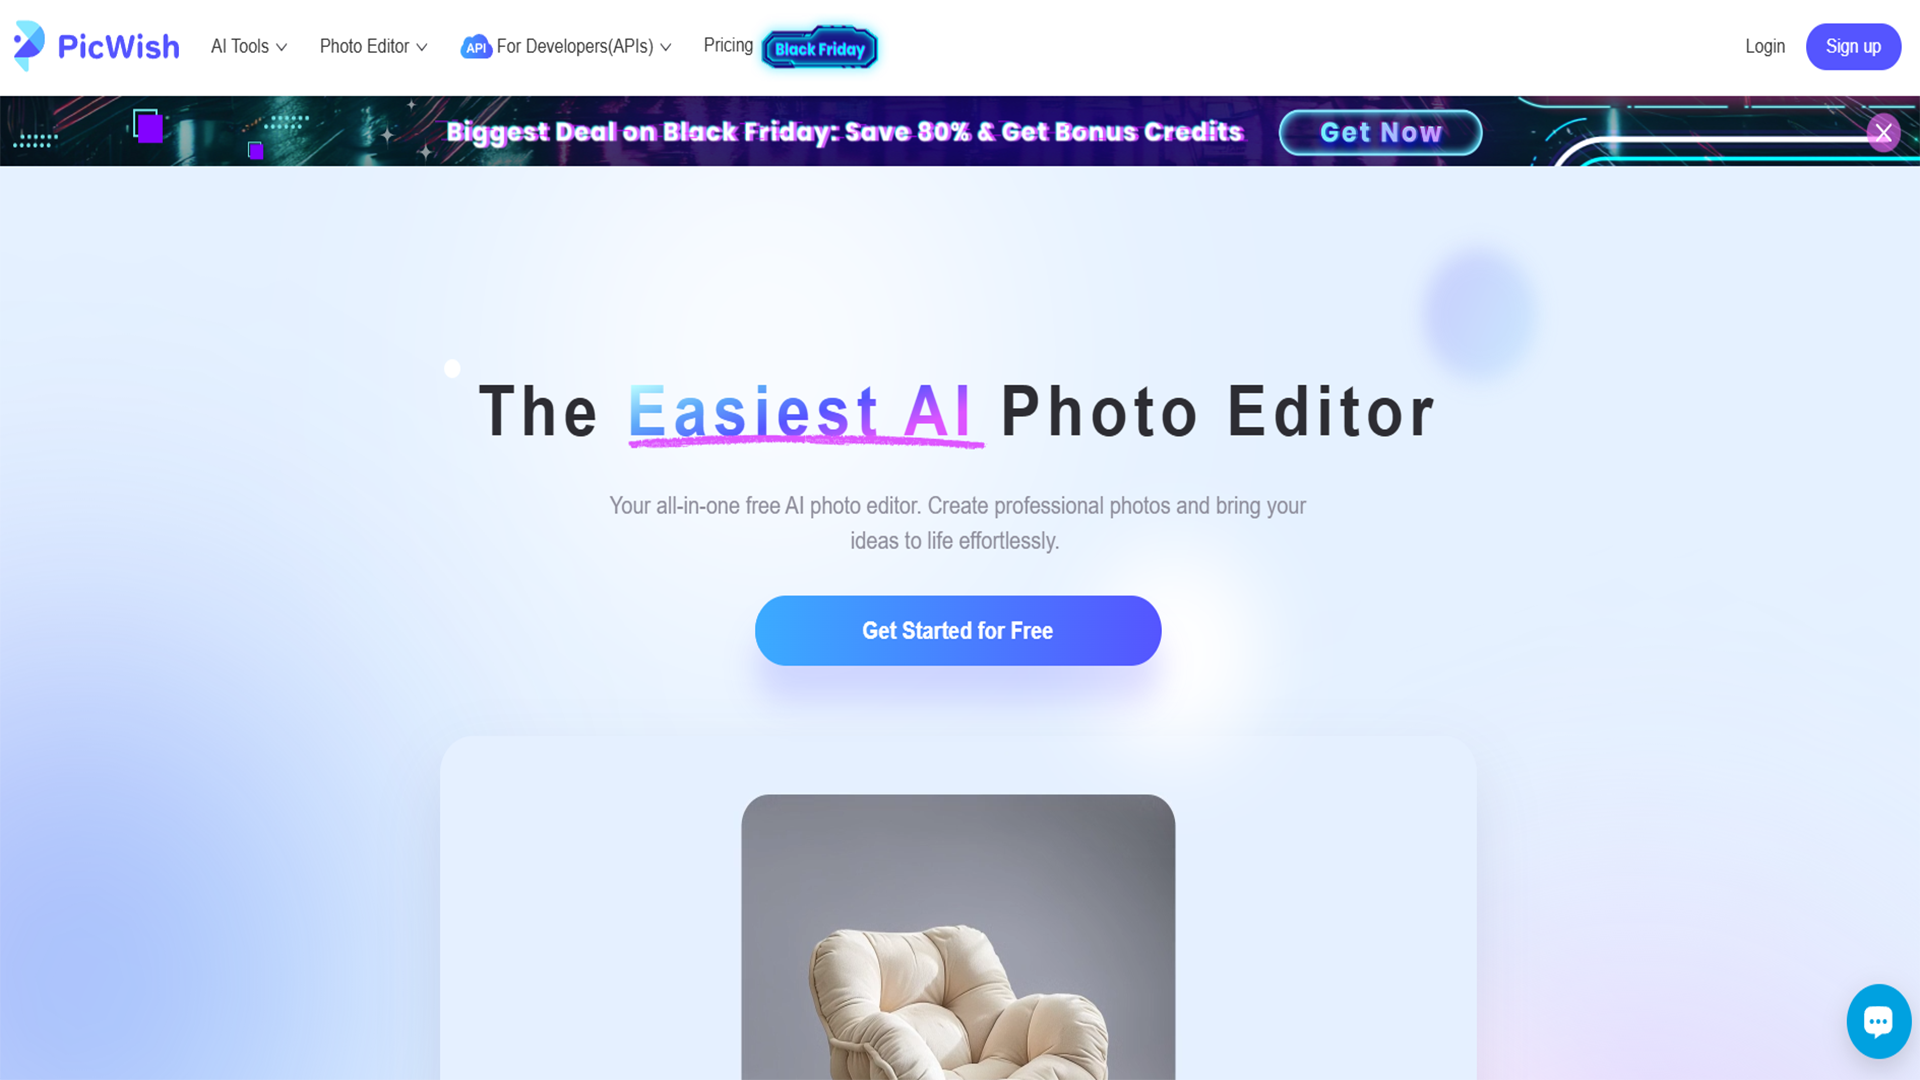 PicWish
AI Tools
Photo Editor
API For Developers(APIs)
Pricing
Black Friday
Login
Sign up
Biggest Deal on Black Friday: Save 80% & Get Bonus Credits
Get Now
The Easiest AI Photo Editor
Your all-in-one free AI photo editor. Create professional photos and bring your
ideas to life effortlessly.
Get Started for Free